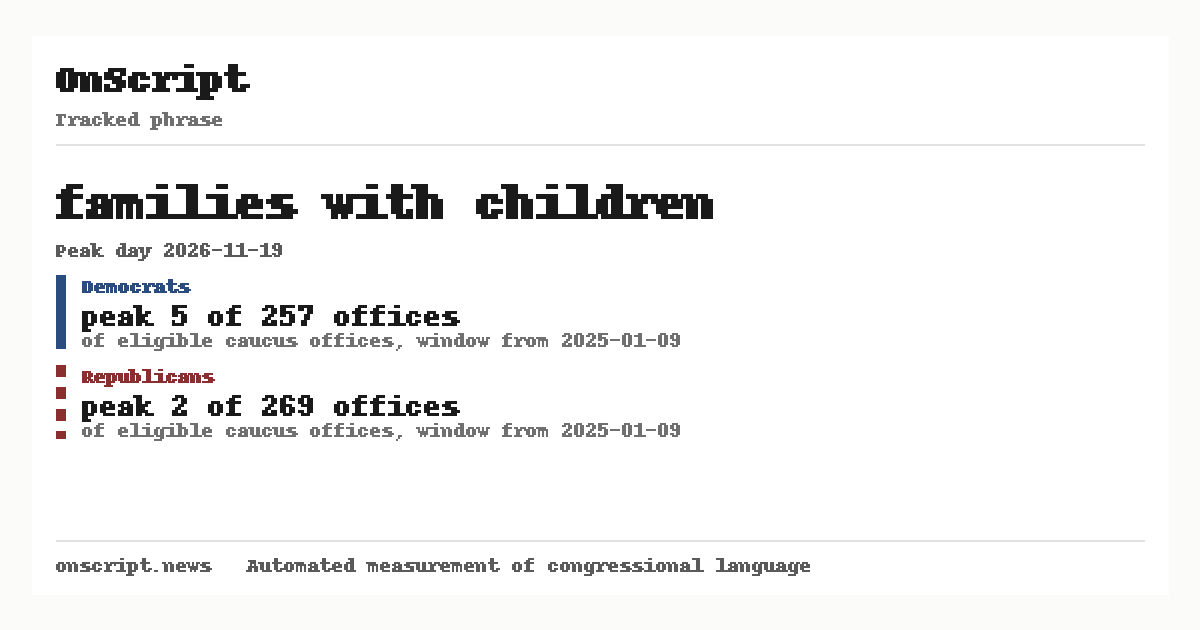 OnScript
Tracked phrase
families with children
Peak day 2026-11-19
Democrats
peak 5 of 257 offices
of eligible caucus offices, window from 2025-01-09
Republicans
peak 2 of 269 offices
of eligible caucus offices, window from 2025-01-09
onscript.news Automated measurement of congressional language